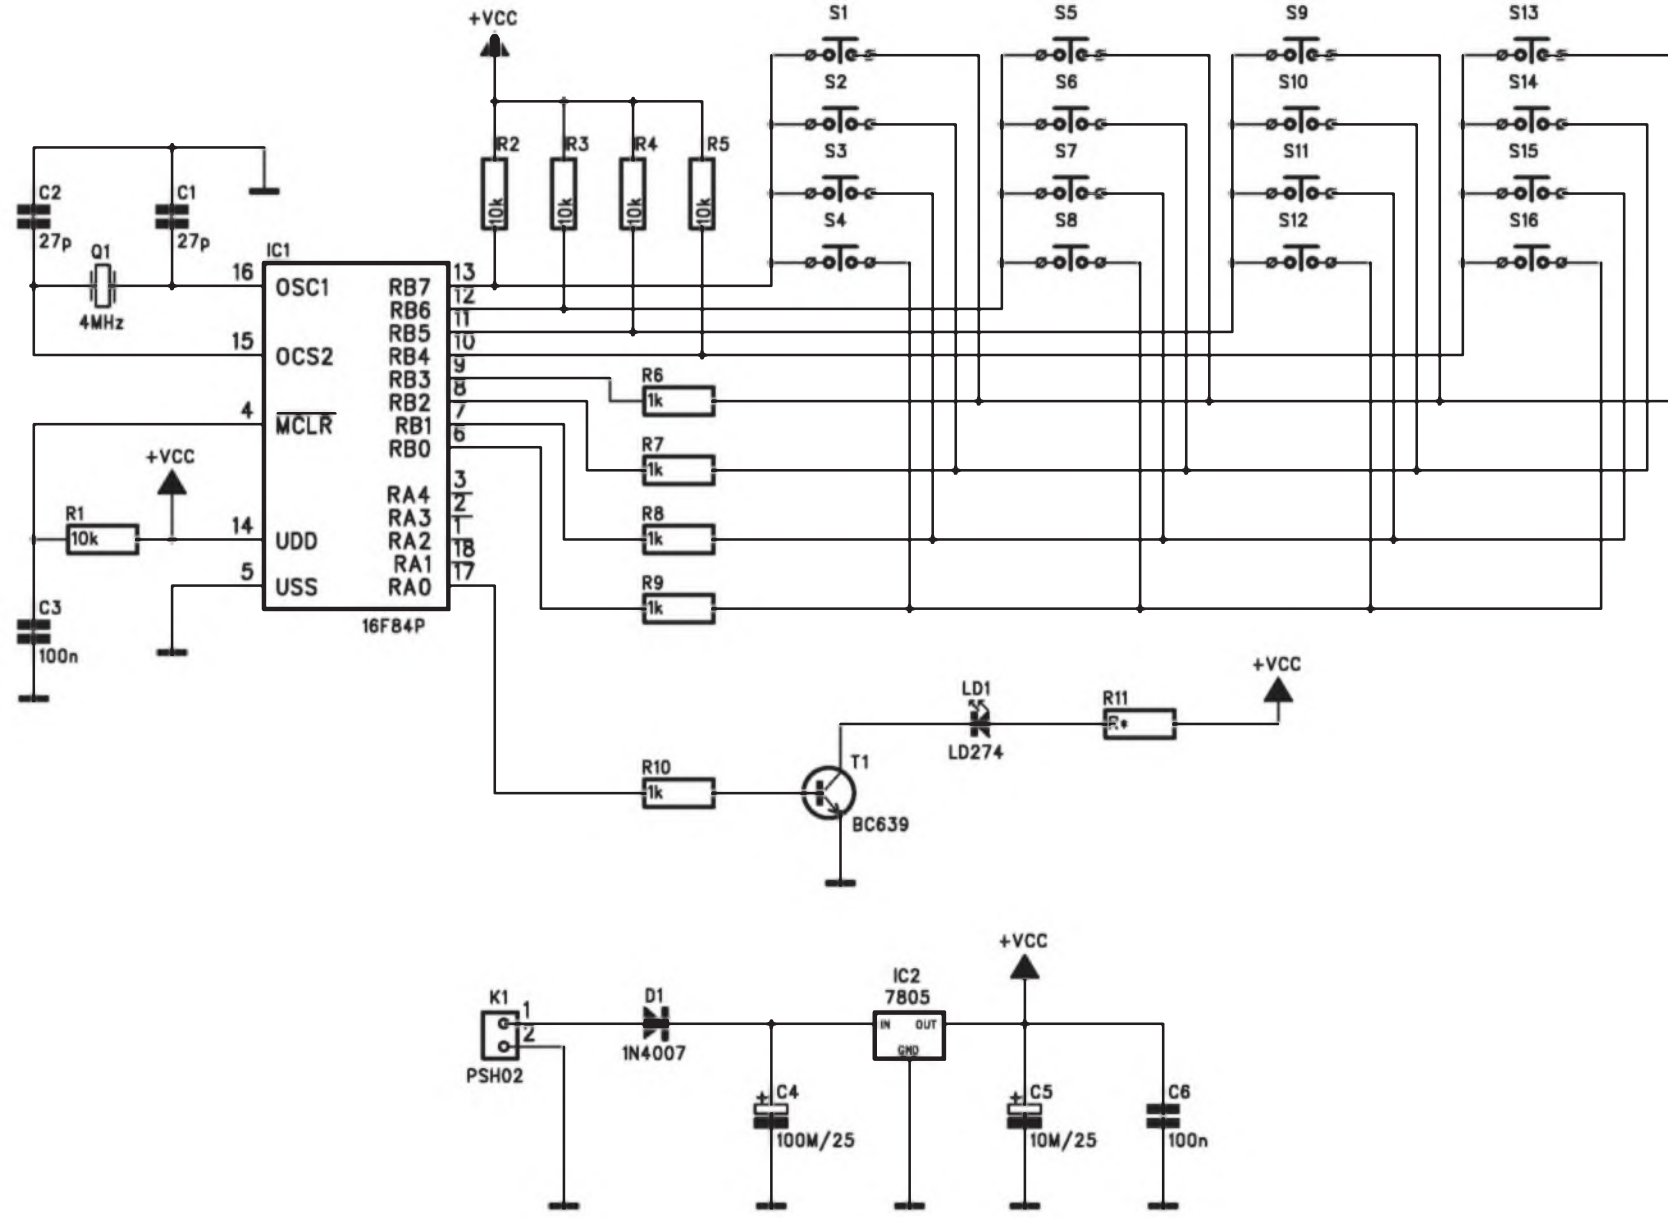 +VCC
S1 S5 S9 S13
S2 S6 S10 S14
S3 S7 S11 S15
S4 S8 S12 S16
R2 R3 R4 R5
10k 10k 10k 10k
C2 C1
27p 27p
Q1
4MHz
IC1
16 OSC1 RB7 13
RB6 12
RB5 11
15 OCS2 RB4 10
RB3 9
RB2 8
4 MCLR RB1 7
RB0 6
RA4 3
RA3 2
14 UDD RA2 1
RA1 18
5 USS RA0 17
16F84P
+VCC
R1
10k
C3
100n
R6
1k
R7
1k
R8
1k
R9
1k
+VCC
LD1
LD274
R11
R*
R10
1k
T1
BC639
+VCC
K1
1
2
PSH02
D1
1N4007
IC2
7805
IN OUT
GND
+ C4
100M/25
+ C5
10M/25
C6
100n